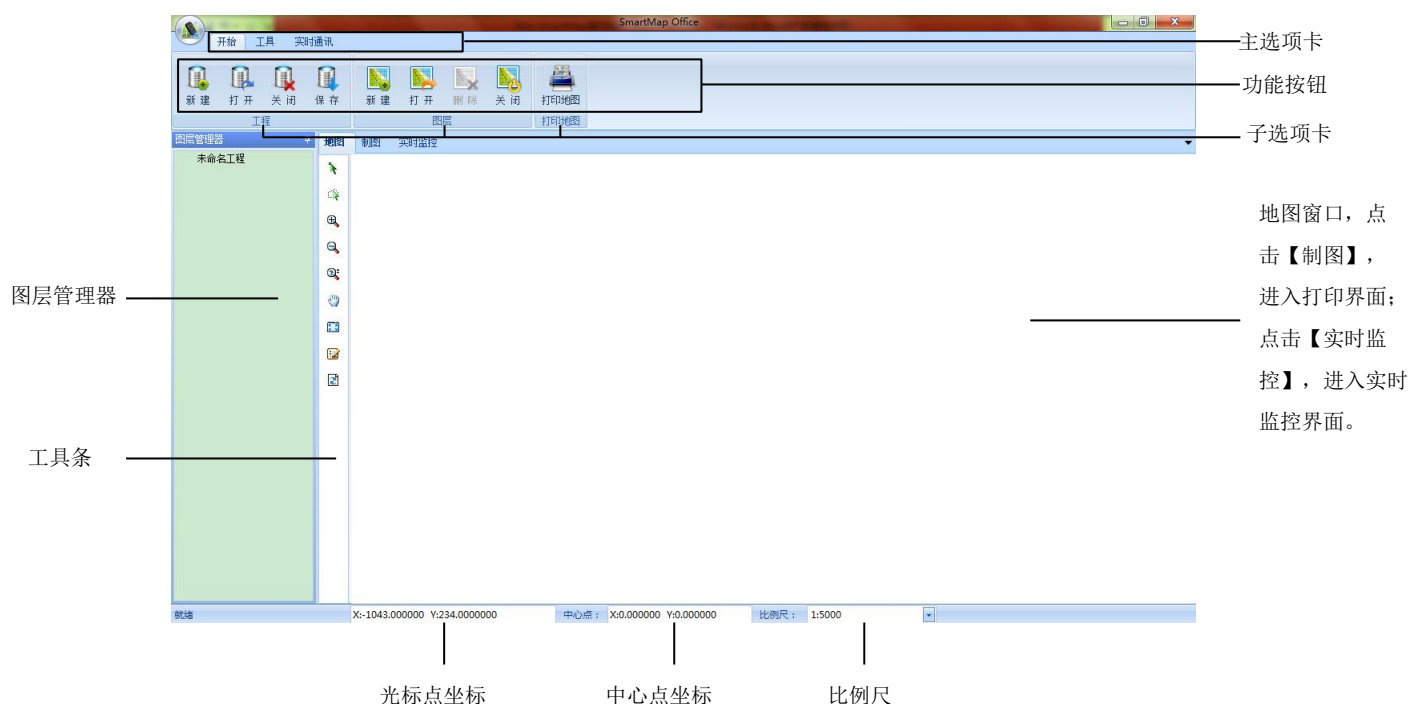 SmartMap Office
开始 工具 实时通讯
主选项卡
新建 打开 关闭 保存 新建 打开 删除 关闭 打印地图
功能按钮
工程 图层 打印地图
子选项卡
图层管理器
地图 制图 实时监控
未命名工程
地图窗口，点
击【制图】，
进入打印界面；
点击【实时监
控】，进入实时
监控界面。
图层管理器
工具条
就绪 X:-1043.000000 Y:234.0000000 中心点： X:0.000000 Y:0.000000 比例尺： 1:5000
光标点坐标 中心点坐标 比例尺